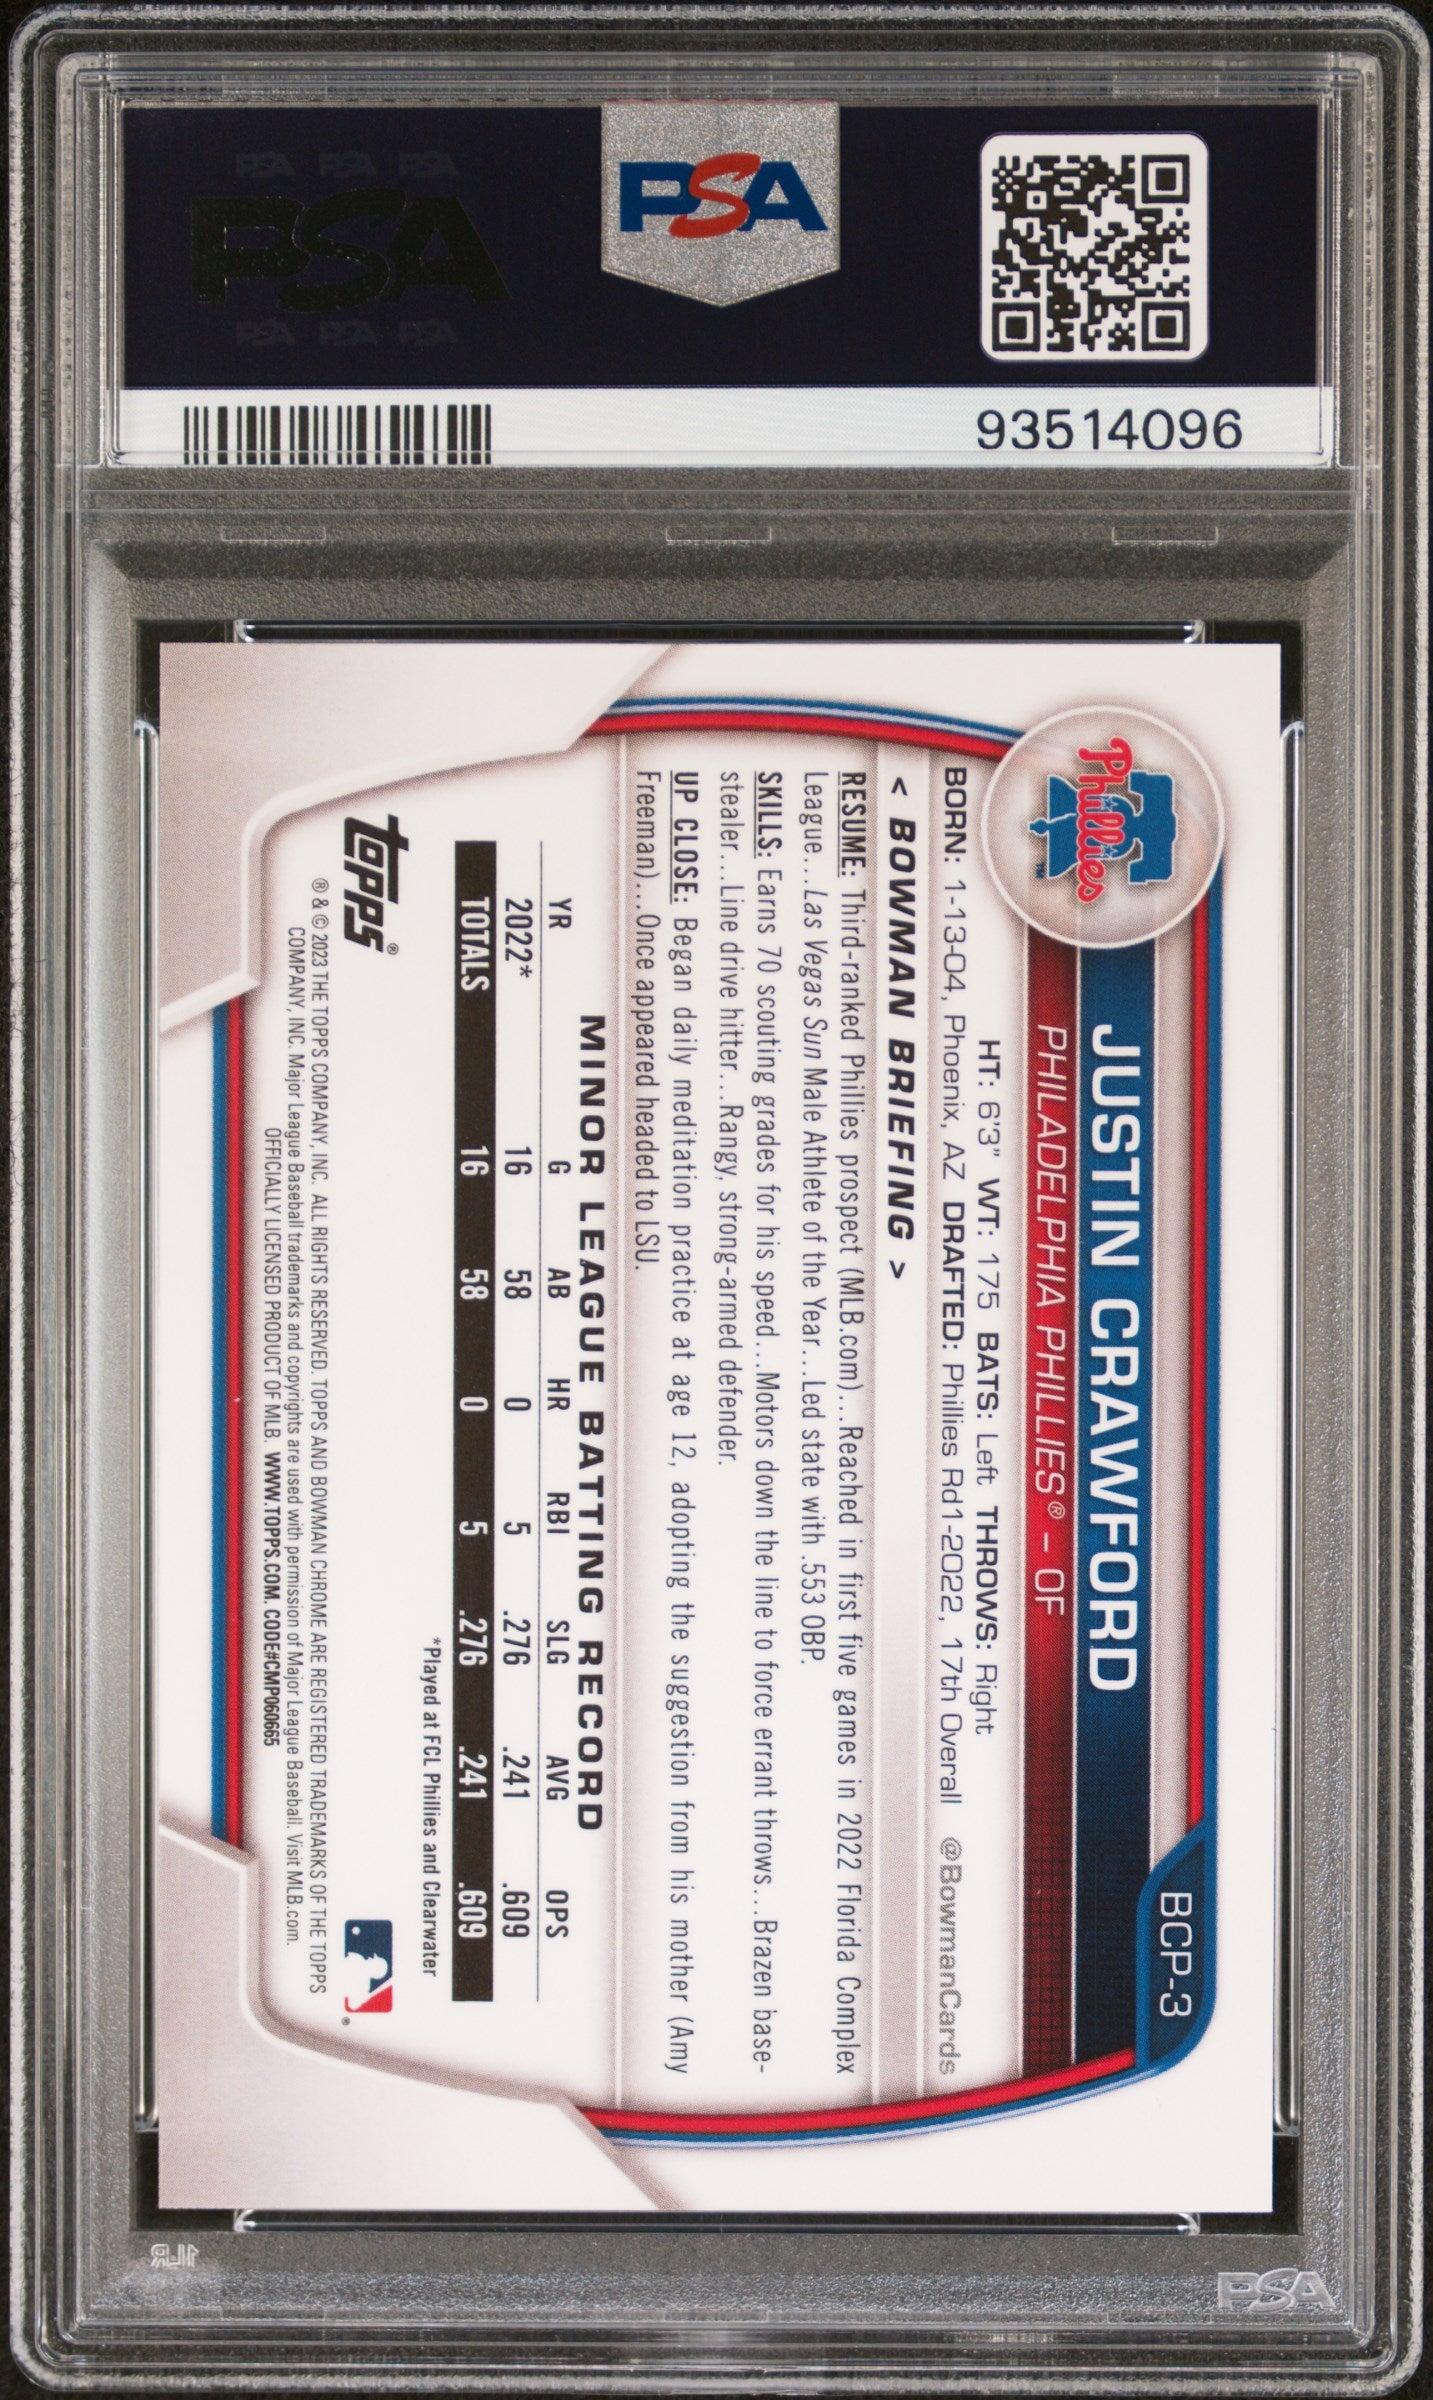 PSA PSA PSA
PSA
PSA PSA PSA
PSA
93514096
BCP-3
Phillies™
JUSTIN CRAWFORD
PHILADELPHIA PHILLIES® – OF
HT: 6'3" WT: 175 BATS: Left THROWS: Right
BORN: 1-13-04, Phoenix, AZ DRAFTED: Phillies Rd1-2022, 17th Overall @BowmanCards
< BOWMAN BRIEFING >
RESUME: Third-ranked Phillies prospect (MLB.com)...Reached in first five games in 2022 Florida Complex
League...Las Vegas Sun Male Athlete of the Year...Led state with .553 OBP.
SKILLS: Earns 70 scouting grades for his speed...Motors down the line to force errant throws...Brazen base-
stealer...Line drive hitter...Rangy, strong-armed defender.
UP CLOSE: Began daily meditation practice at age 12, adopting the suggestion from his mother (Amy
Freeman)...Once appeared headed to LSU.
MINOR LEAGUE BATTING RECORD
YR G AB HR RBI SLG AVG OPS
2022* 16 58 0 5 .276 .241 .609
TOTALS 16 58 0 5 .276 .241 .609
*Played at FCL Phillies and Clearwater
topps®
® & © 2023 THE TOPPS COMPANY, INC. ALL RIGHTS RESERVED. TOPPS AND BOWMAN CHROME ARE REGISTERED TRADEMARKS OF THE TOPPS
COMPANY, INC. Major League Baseball trademarks and copyrights are used with permission of Major League Baseball. Visit MLB.com.
OFFICIALLY LICENSED PRODUCT OF MLB. WWW.TOPPS.COM. CODE#CMP060665
PSA